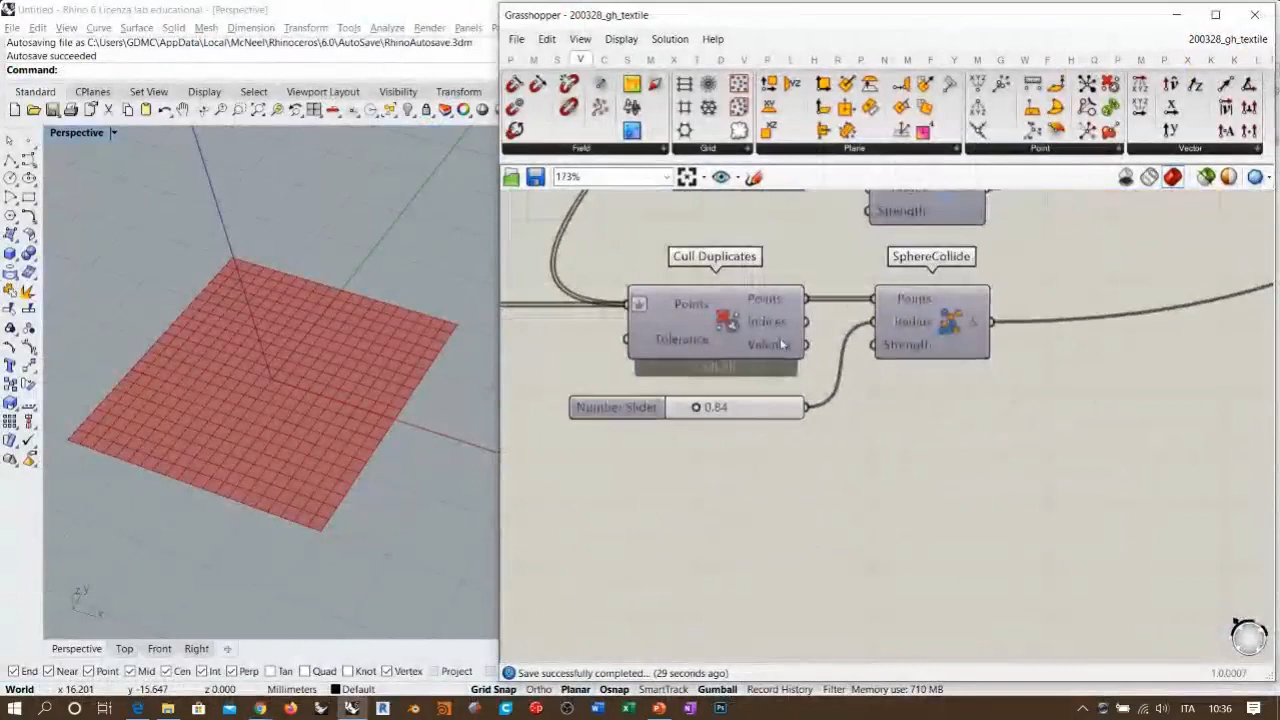 Untitled - Rhino 6 Licenza lab educational - [Perspective]
File Edit View Curve Surface Solid Mesh Dimension Transform Tools Analyze Render Panels
Autosaving file as C:\Users\GDMC\AppData\Local\McNeel\Rhinoceros\6.0\AutoSave\RhinoAutosave.3dm
Autosave succeeded
Command:
Standard CPlanes Set View Display Select Viewport Layout Visibility Transform
Perspective
z y
x
Perspective Top Front Right
End Near Point Mid Cen Int Perp Tan Quad Knot Vertex Project
World x 16.201 y -15.647 z 0.000 Millimeters Default Grid Snap Ortho Planar Osnap SmartTrack Gumball Record History Filter Memory use: 710 MB
Grasshopper - 200328_gh_textile
File Edit View Display Solution Help 200328_gh_textile
P M S V C S M I T D W L
Field Grid Plane Point Vector
173%
Strength
Cull Duplicates SphereCollide
Points Points Points
Indices Radius S
Tolerance Valence Strength
Number Slider 0.84
Save successfully completed... (29 seconds ago) 1.0.0007
ITA 10:36